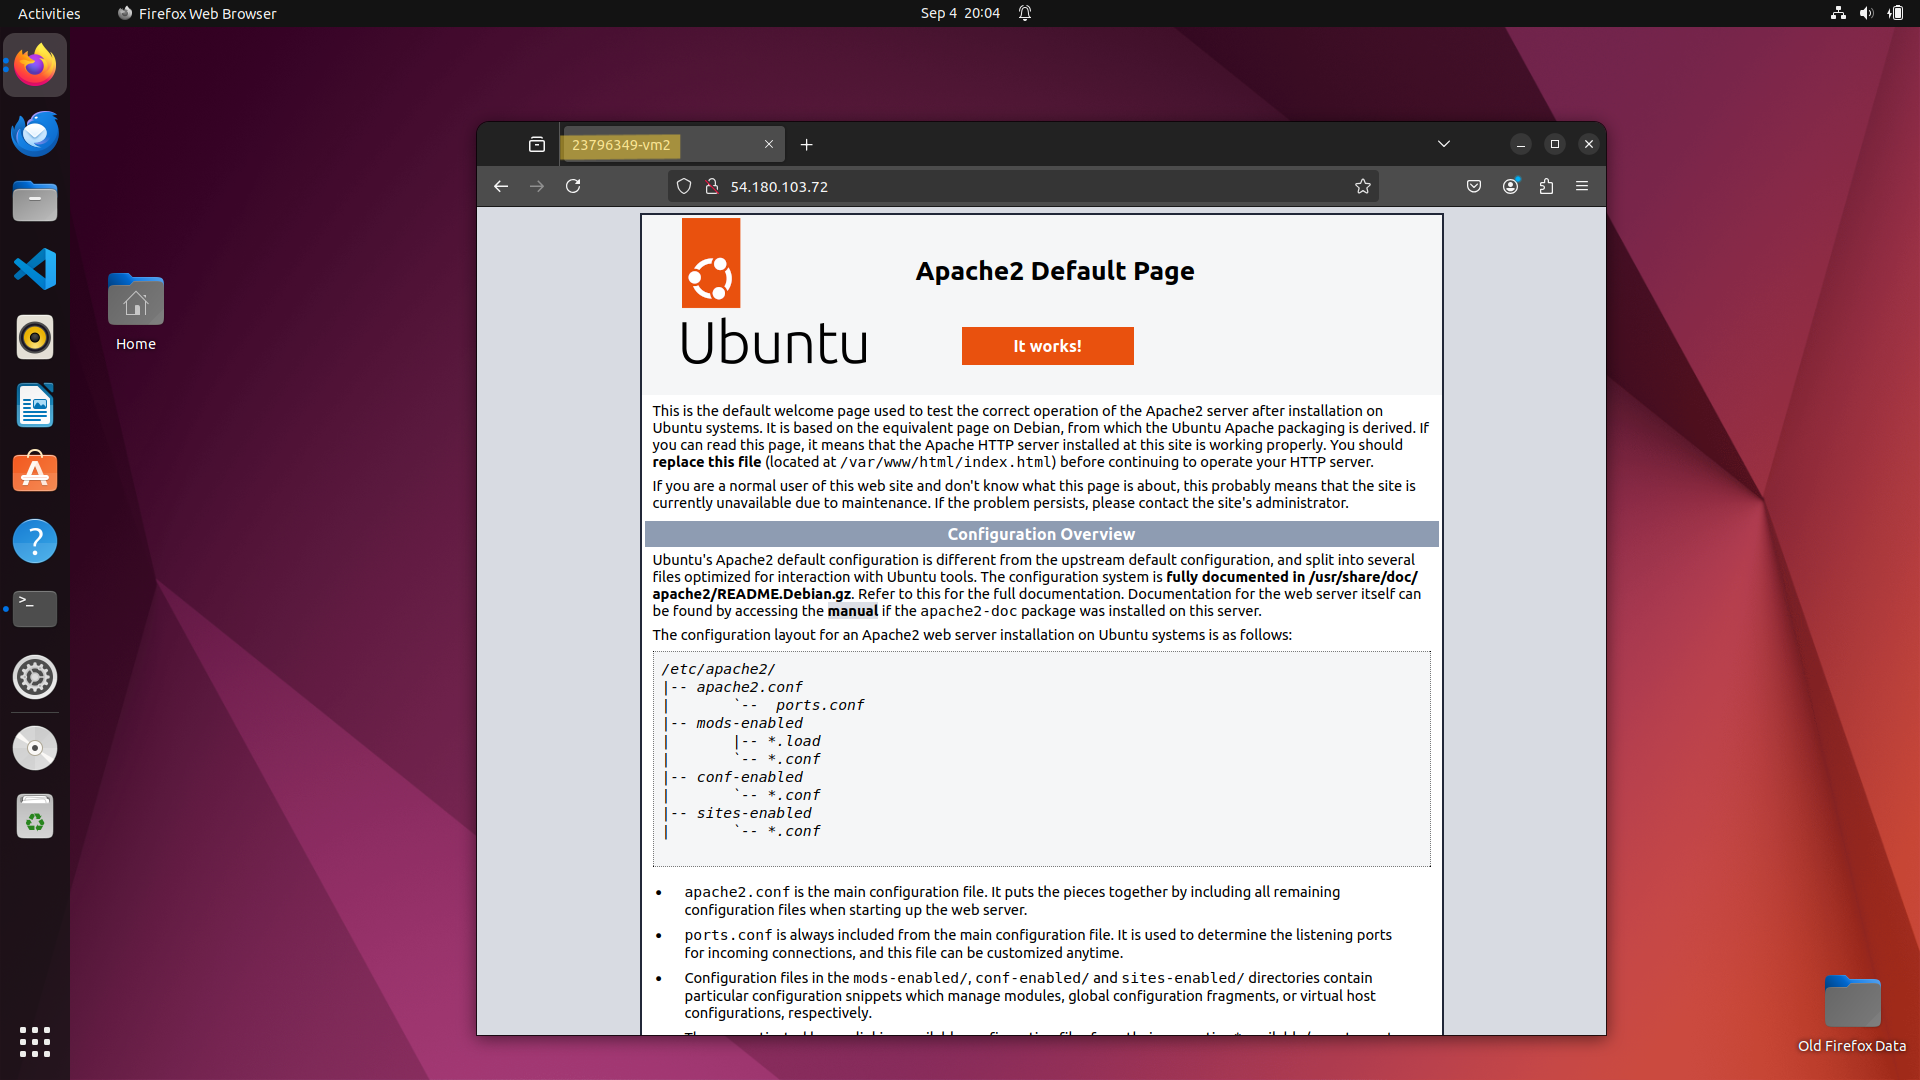 Activities
Firefox Web Browser
Sep 4 20:04
23796349-vm2
54.180.103.72
Home
Ubuntu
Apache2 Default Page
It works!
This is the default welcome page used to test the correct operation of the Apache2 server after installation on
Ubuntu systems. It is based on the equivalent page on Debian, from which the Ubuntu Apache packaging is derived. If
you can read this page, it means that the Apache HTTP server installed at this site is working properly. You should
replace this file (located at /var/www/html/index.html) before continuing to operate your HTTP server.
If you are a normal user of this web site and don't know what this page is about, this probably means that the site is
currently unavailable due to maintenance. If the problem persists, please contact the site's administrator.
Configuration Overview
Ubuntu's Apache2 default configuration is different from the upstream default configuration, and split into several
files optimized for interaction with Ubuntu tools. The configuration system is fully documented in /usr/share/doc/
apache2/README.Debian.gz. Refer to this for the full documentation. Documentation for the web server itself can
be found by accessing the manual if the apache2-doc package was installed on this server.
The configuration layout for an Apache2 web server installation on Ubuntu systems is as follows:
/etc/apache2/
|-- apache2.conf
|       `--  ports.conf
|-- mods-enabled
|       |-- *.load
|       `-- *.conf
|-- conf-enabled
|       `-- *.conf
|-- sites-enabled
|       `-- *.conf
• apache2.conf is the main configuration file. It puts the pieces together by including all remaining
configuration files when starting up the web server.
• ports.conf is always included from the main configuration file. It is used to determine the listening ports
for incoming connections, and this file can be customized anytime.
• Configuration files in the mods-enabled/, conf-enabled/ and sites-enabled/ directories contain
particular configuration snippets which manage modules, global configuration fragments, or virtual host
configurations, respectively.
Old Firefox Data